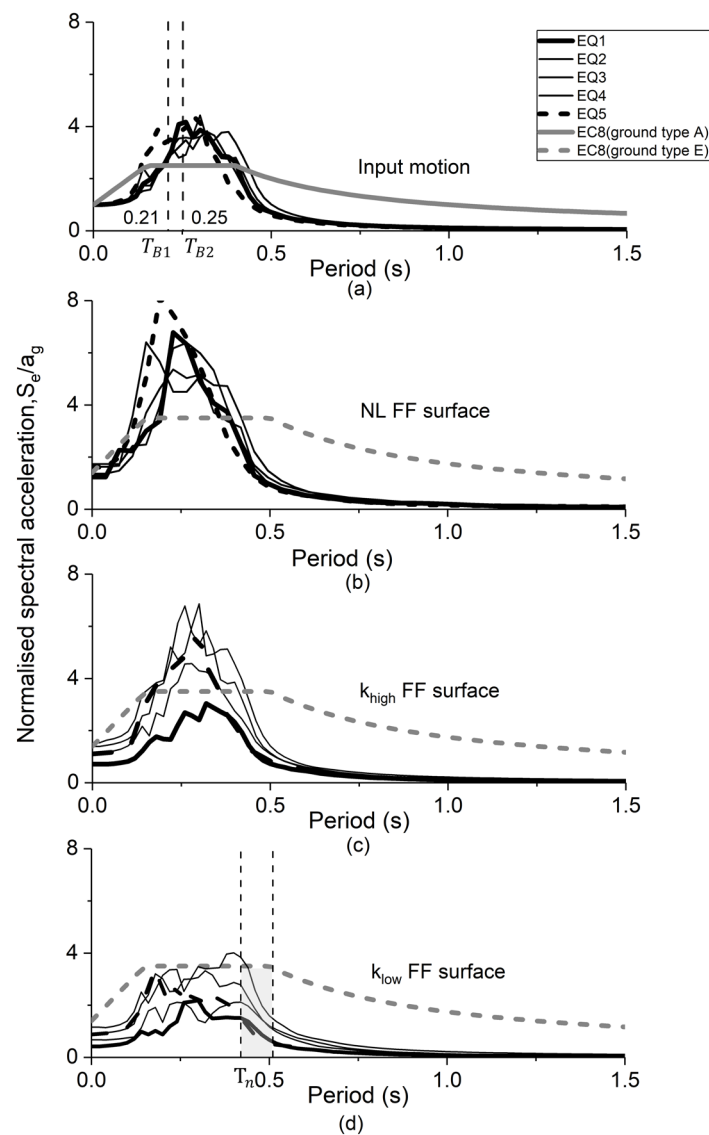 Normalised spectral acceleration,Sₑ/a_g
8
4
0
EQ1
EQ2
EQ3
EQ4
EQ5
EC8(ground type A)
EC8(ground type E)
Input motion
0.21
0.25
0.0
0.5
1.0
1.5
T_B1
T_B2
Period (s)
(a)
8
4
0
NL FF surface
0.0
0.5
1.0
1.5
Period (s)
(b)
8
4
0
k_high FF surface
0.0
0.5
1.0
1.5
Period (s)
(c)
8
4
0
k_low FF surface
0.0
T_n
0.5
1.0
1.5
Period (s)
(d)